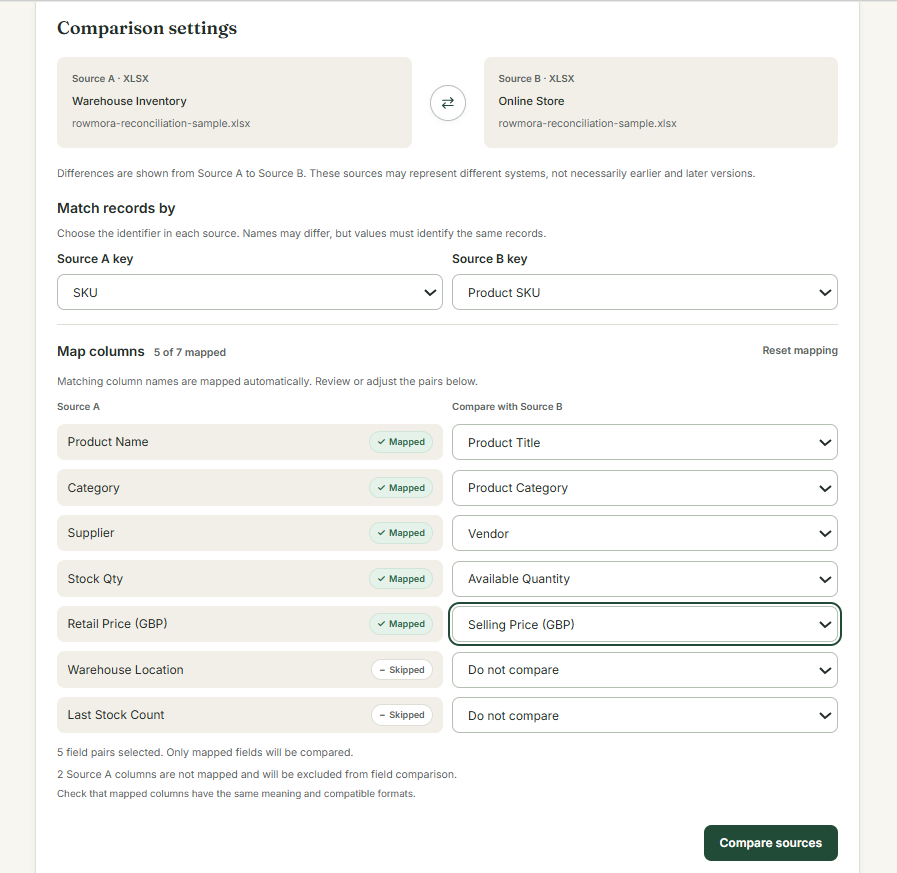 Comparison settings
Source A · XLSX
Warehouse Inventory
rowmora-reconciliation-sample.xlsx
Source B · XLSX
Online Store
rowmora-reconciliation-sample.xlsx
Differences are shown from Source A to Source B. These sources may represent different systems, not necessarily earlier and later versions.
Match records by
Choose the identifier in each source. Names may differ, but values must identify the same records.
Source A key
Source B key
SKU
Product SKU
Map columns 5 of 7 mapped
Reset mapping
Matching column names are mapped automatically. Review or adjust the pairs below.
Source A
Compare with Source B
Product Name
✓ Mapped
Product Title
Category
✓ Mapped
Product Category
Supplier
✓ Mapped
Vendor
Stock Qty
✓ Mapped
Available Quantity
Retail Price (GBP)
✓ Mapped
Selling Price (GBP)
Warehouse Location
– Skipped
Do not compare
Last Stock Count
– Skipped
Do not compare
5 field pairs selected. Only mapped fields will be compared.
2 Source A columns are not mapped and will be excluded from field comparison.
Check that mapped columns have the same meaning and compatible formats.
Compare sources